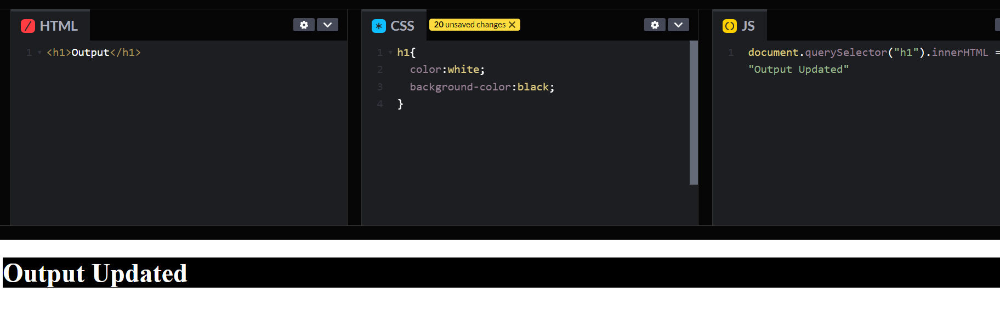 HTML
1 <h1>Output</h1>
CSS
20 unsaved changes
1 h1{
2 color:white;
3 background-color:black;
4 }
JS
1 document.querySelector("h1").innerHTML =
"Output Updated"
Output Updated